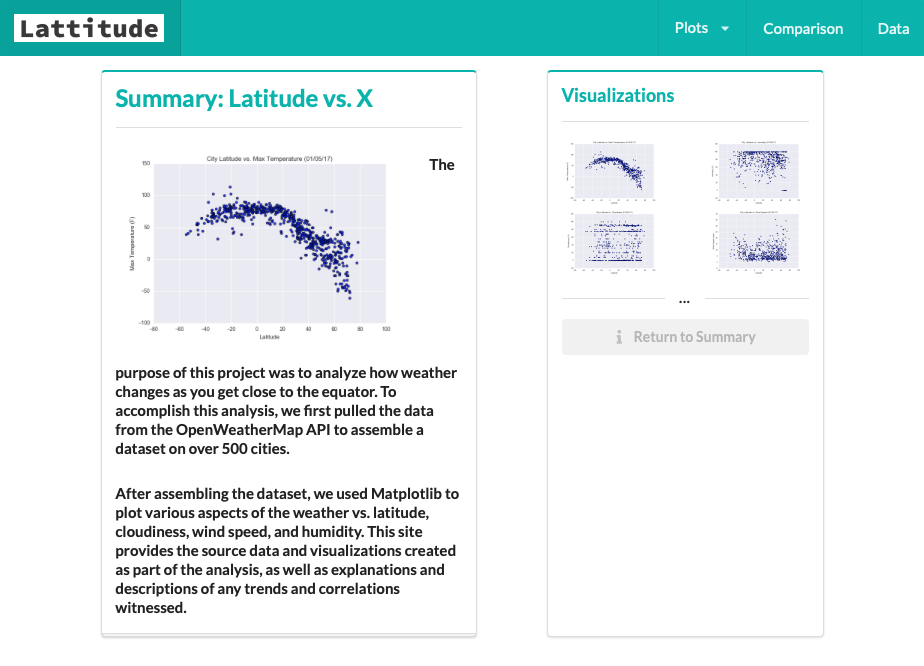 Lattitude
Plots
Comparison
Data
Summary: Latitude vs. X
City Latitude vs. Max Temperature (01/05/17)
150
100
50
0
−50
−100
Max Temperature (F)
−80 −60 −40 −20 0 20 40 60 80 100
Latitude
The
purpose of this project was to analyze how weather
changes as you get close to the equator. To
accomplish this analysis, we first pulled the data
from the OpenWeatherMap API to assemble a
dataset on over 500 cities.
After assembling the dataset, we used Matplotlib to
plot various aspects of the weather vs. latitude,
cloudiness, wind speed, and humidity. This site
provides the source data and visualizations created
as part of the analysis, as well as explanations and
descriptions of any trends and correlations
witnessed.
Visualizations
...
Return to Summary